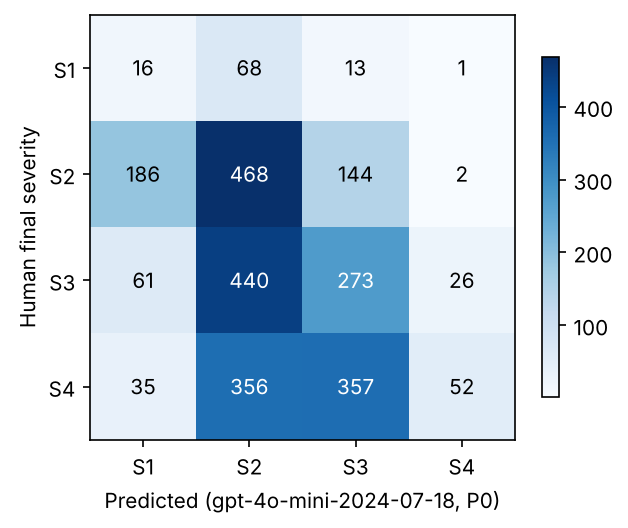 S1 16 68 13 1
S2 186 468 144 2
S3 61 440 273 26
S4 35 356 357 52
S1 S2 S3 S4
Predicted (gpt-4o-mini-2024-07-18, P0)
Human final severity
400
300
200
100